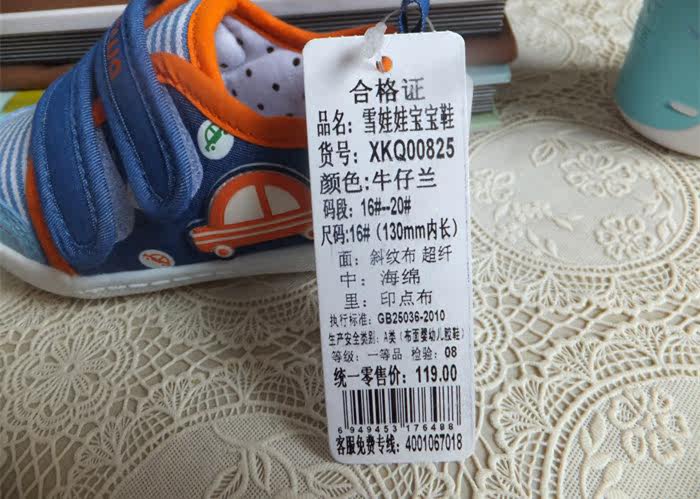 合格证
品名：雪娃娃宝宝鞋
货号：XKQ00825
颜色:牛仔兰
码段：16#--20#
尺码:16#（130mm内长）
面：斜纹布 超纤
中：海绵
里：印点布
执行标准：GB25036-2010
生产安全类别：A类（布面婴幼儿胶鞋）
等级：一等品 检验：08
统一零售价：119.00
6 949453 176488
客服免费专线：4001067018